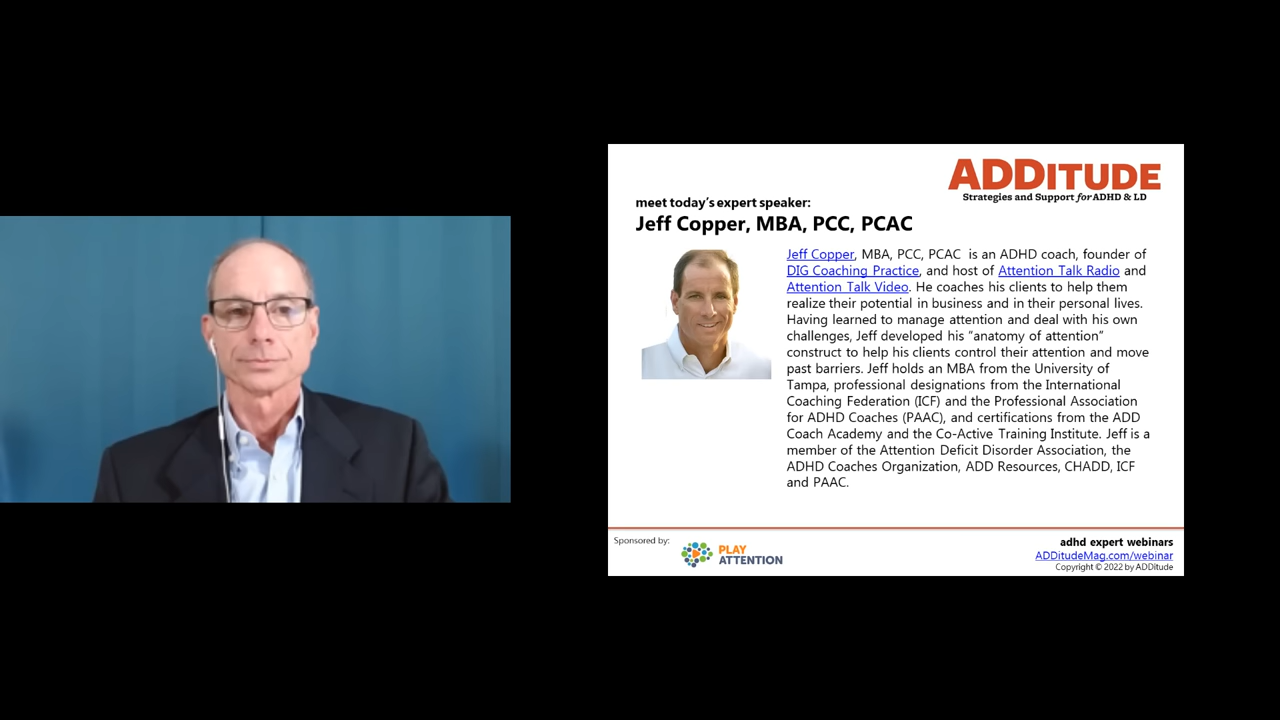 ADDITUDE
Strategies and Support for ADHD & LD
meet today's expert speaker:
Jeff Copper, MBA, PCC, PCAC
Jeff Copper, MBA, PCC, PCAC is an ADHD coach, founder of
DIG Coaching Practice, and host of Attention Talk Radio and
Attention Talk Video. He coaches his clients to help them
realize their potential in business and in their personal lives.
Having learned to manage attention and deal with his own
challenges, Jeff developed his "anatomy of attention"
construct to help his clients control their attention and move
past barriers. Jeff holds an MBA from the University of
Tampa, professional designations from the International
Coaching Federation (ICF) and the Professional Association
for ADHD Coaches (PAAC), and certifications from the ADD
Coach Academy and the Co-Active Training Institute. Jeff is a
member of the Attention Deficit Disorder Association, the
ADHD Coaches Organization, ADD Resources, CHADD, ICF
and PAAC.
Sponsored by:
PLAY
ATTENTION
adhd expert webinars
ADDitudeMag.com/webinar
Copyright © 2022 by ADDitude